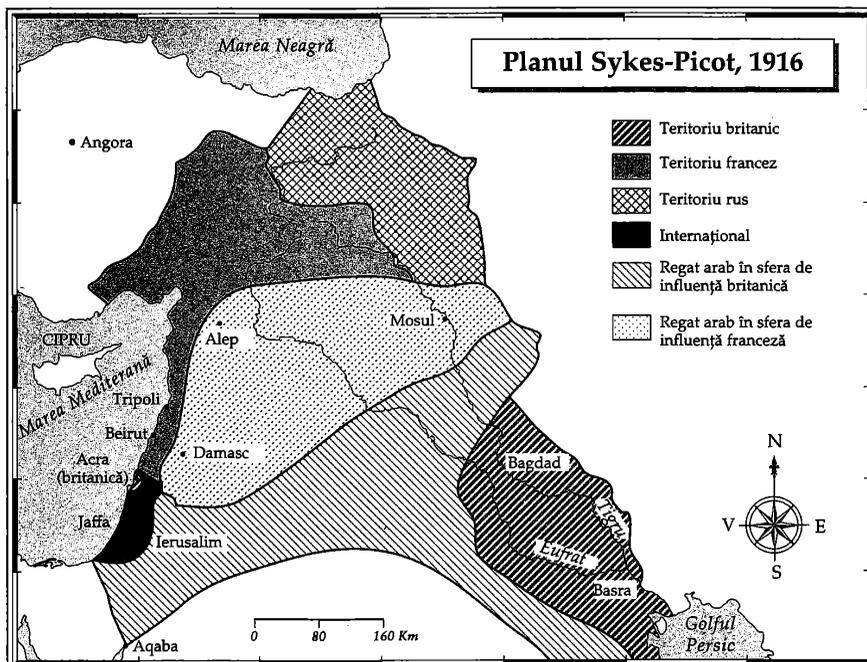 Marea Neagră
Planul Sykes-Picot, 1916
Angora
Teritoriu britanic
Teritoriu francez
Teritoriu rus
Internațional
Regat arab în sfera de
influență britanică
Regat arab în sfera de
influență franceză
CIPRU
Alep
Mosul
Marea Mediterană
Tripoli
Beirut
Damasc
Acra
(britanică)
Bagdad
Jaffa
Ierusalim
Tigru
Eufrat
Basra
N
V E
S
0 80 160 Km
Golful
Persic
Aqaba